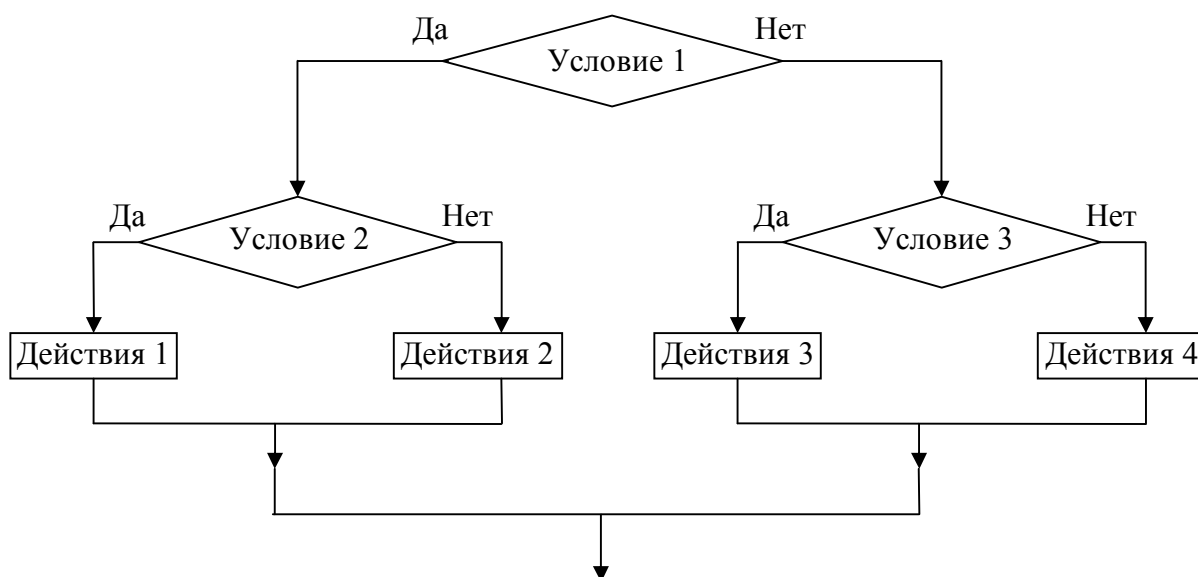 Да
Нет
Условие 1
Да
Нет
Да
Нет
Условие 2
Условие 3
Действия 1
Действия 2
Действия 3
Действия 4